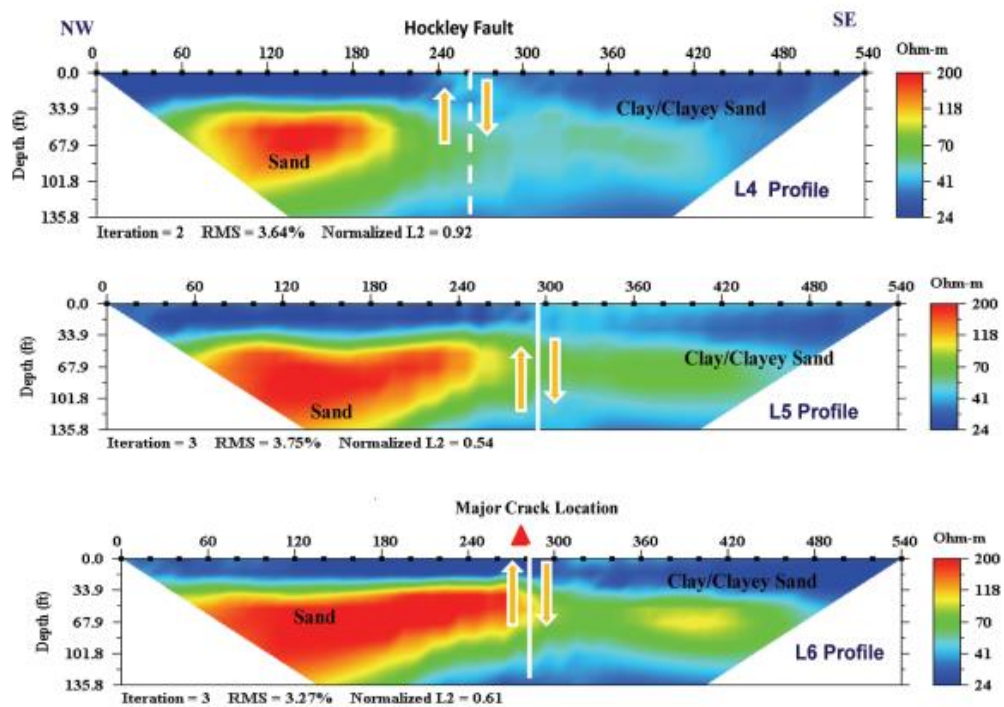 NW Hockley Fault SE
0 60 120 180 240 300 360 420 480 540 Ohm-m
0.0 200
33.9 Clay/Clayey Sand 118
67.9 Sand 70
101.8 L4 Profile 41
135.8 24
Depth (ft)
Iteration = 2 RMS = 3.64% Normalized L2 = 0.92
0 60 120 180 240 300 360 420 480 540 Ohm-m
0.0 200
33.9 118
67.9 Clay/Clayey Sand 70
101.8 Sand L5 Profile 41
135.8 24
Depth (ft)
Iteration = 3 RMS = 3.75% Normalized L2 = 0.54
Major Crack Location
0 60 120 180 240 300 360 420 480 540 Ohm-m
0.0 Clay/Clayey Sand 200
33.9 118
67.9 Sand 70
101.8 L6 Profile 41
135.8 24
Depth (ft)
Iteration = 3 RMS = 3.27% Normalized L2 = 0.61